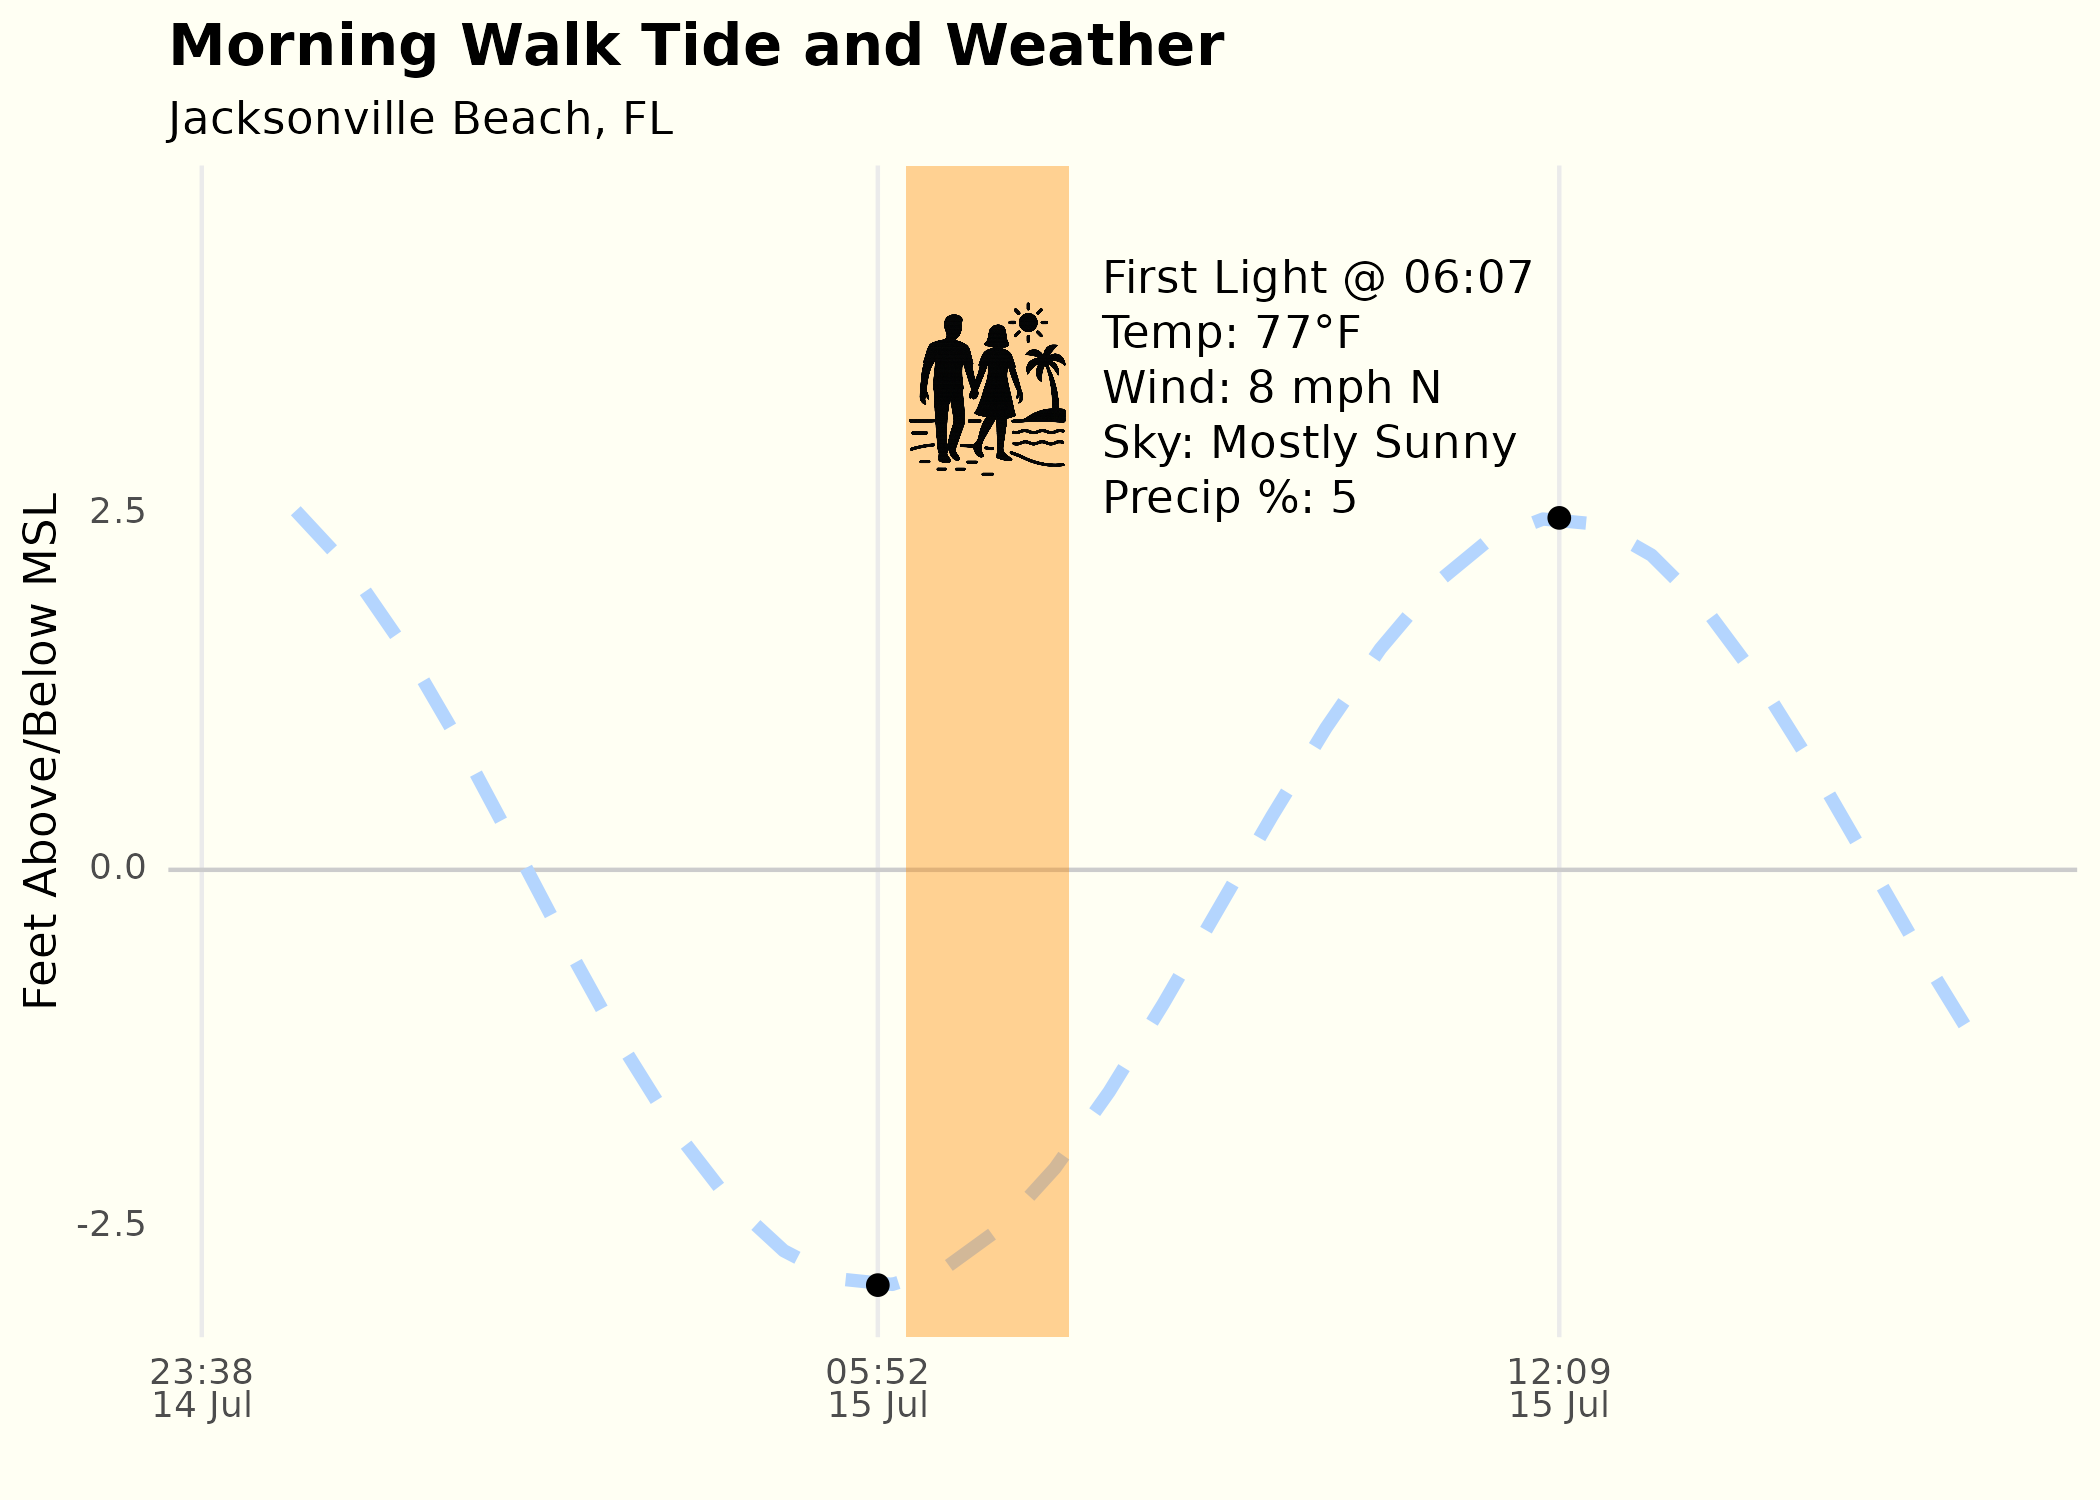 Morning Walk Tide and Weather
Jacksonville Beach, FL
First Light @ 06:07
Temp: 77°F
Wind: 8 mph N
Sky: Mostly Sunny
Precip %: 5
Feet Above/Below MSL
2.5
0.0
-2.5
23:38
14 Jul
05:52
15 Jul
12:09
15 Jul